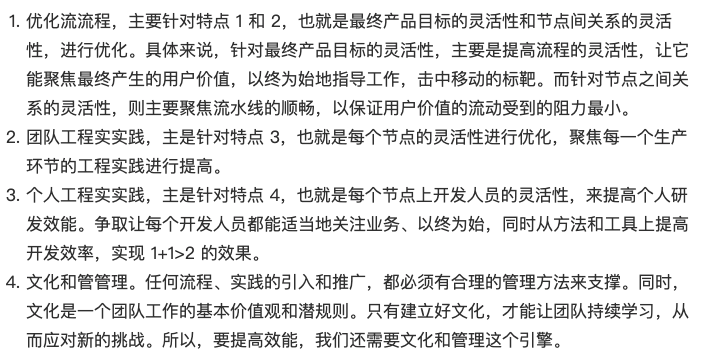 1. 优化流流程，主要针对特点 1 和 2，也就是最终产品目标的灵活性和节点间关系的灵活
性，进行优化。具体来说，针对最终产品目标的灵活性，主要是提高流程的灵活性，让它
能聚焦最终产生的用户价值，以终为始地指导工作，击中移动的标靶。而针对节点之间关
系的灵活性，则主要聚焦流水线的顺畅，以保证用户价值的流动受到的阻力最小。
2. 团队工程实实践，主是针对特点 3，也就是每个节点的灵活性进行优化，聚焦每一个生产
环节的工程实践进行提高。
3. 个人工程实实践，主是针对特点 4，也就是每个节点上开发人员的灵活性，来提高个人研
发效能。争取让每个开发人员都能适当地关注业务、以终为始，同时从方法和工具上提高
开发效率，实现 1+1>2 的效果。
4. 文化和管管理。任何流程、实践的引入和推广，都必须有合理的管理方法来支撑。同时，
文化是一个团队工作的基本价值观和潜规则。只有建立好文化，才能让团队持续学习，从
而应对新的挑战。所以，要提高效能，我们还需要文化和管理这个引擎。